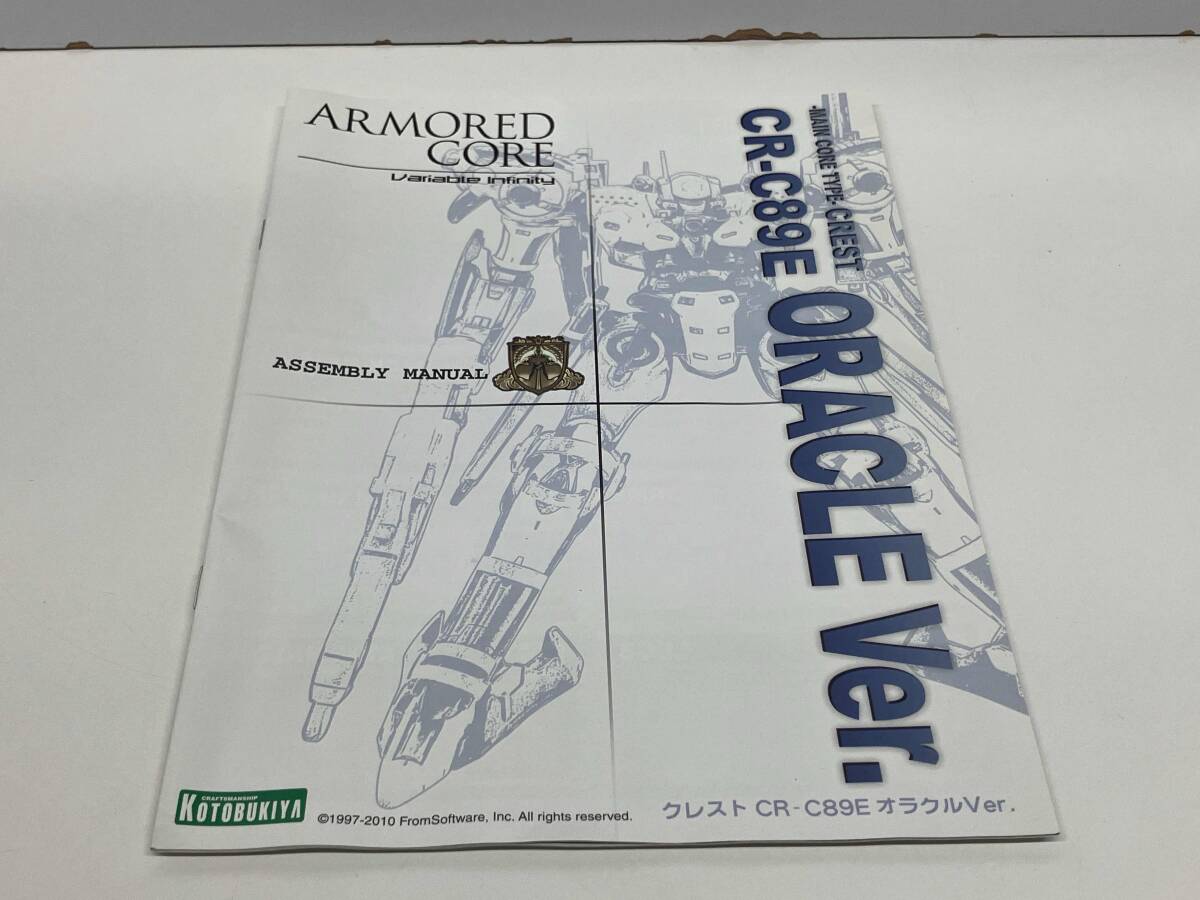 ARMORED
CORE
Variable Infinity
-MAIN CORE TYPE- CREST
CR-C89E ORACLE Ver.
ASSEMBLY MANUAL
CRAFTSMANSHIP
KOTOBUKIYA
©1997-2010 FromSoftware, Inc. All rights reserved.
クレスト CR-C89E オラクルVer.